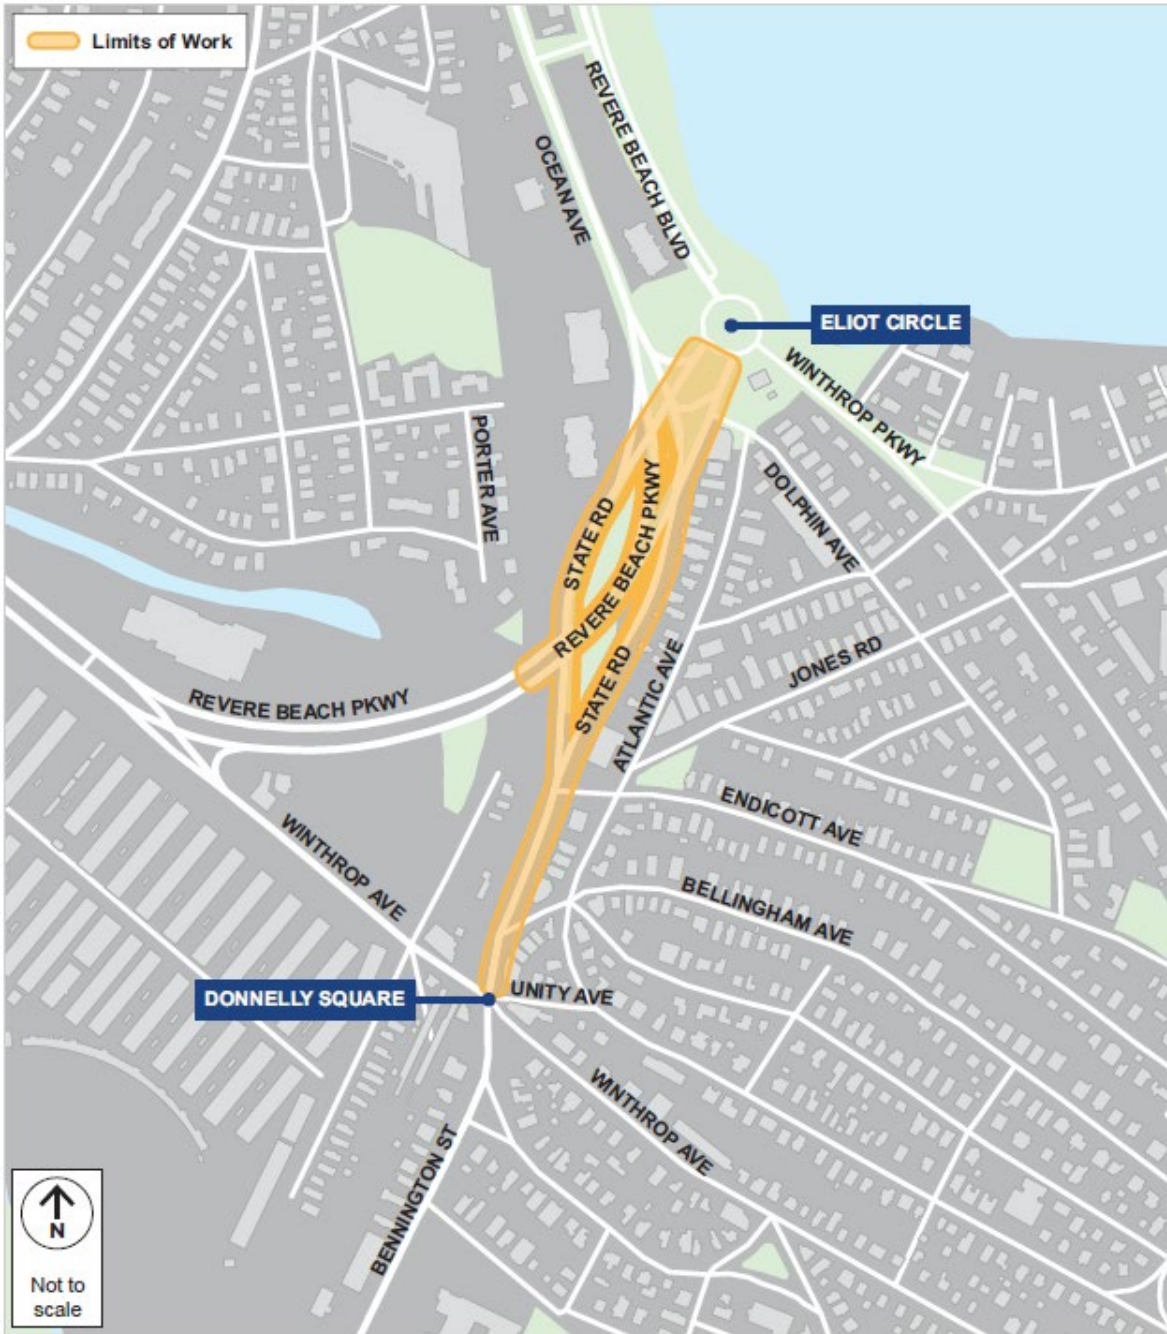 Limits of Work
REVERE BEACH BLVD
OCEAN AVE
ELIOT CIRCLE
WINTHROP PKWY
PORTER AVE
DOLPHIN AVE
STATE RD
REVERE BEACH PKWY
JONES RD
STATE RD
ATLANTIC AVE
REVERE BEACH PKWY
ENDICOTT AVE
WINTHROP AVE
BELLINGHAM AVE
DONNELLY SQUARE
UNITY AVE
WINTHROP AVE
BENNINGTON ST
N
Not to
scale